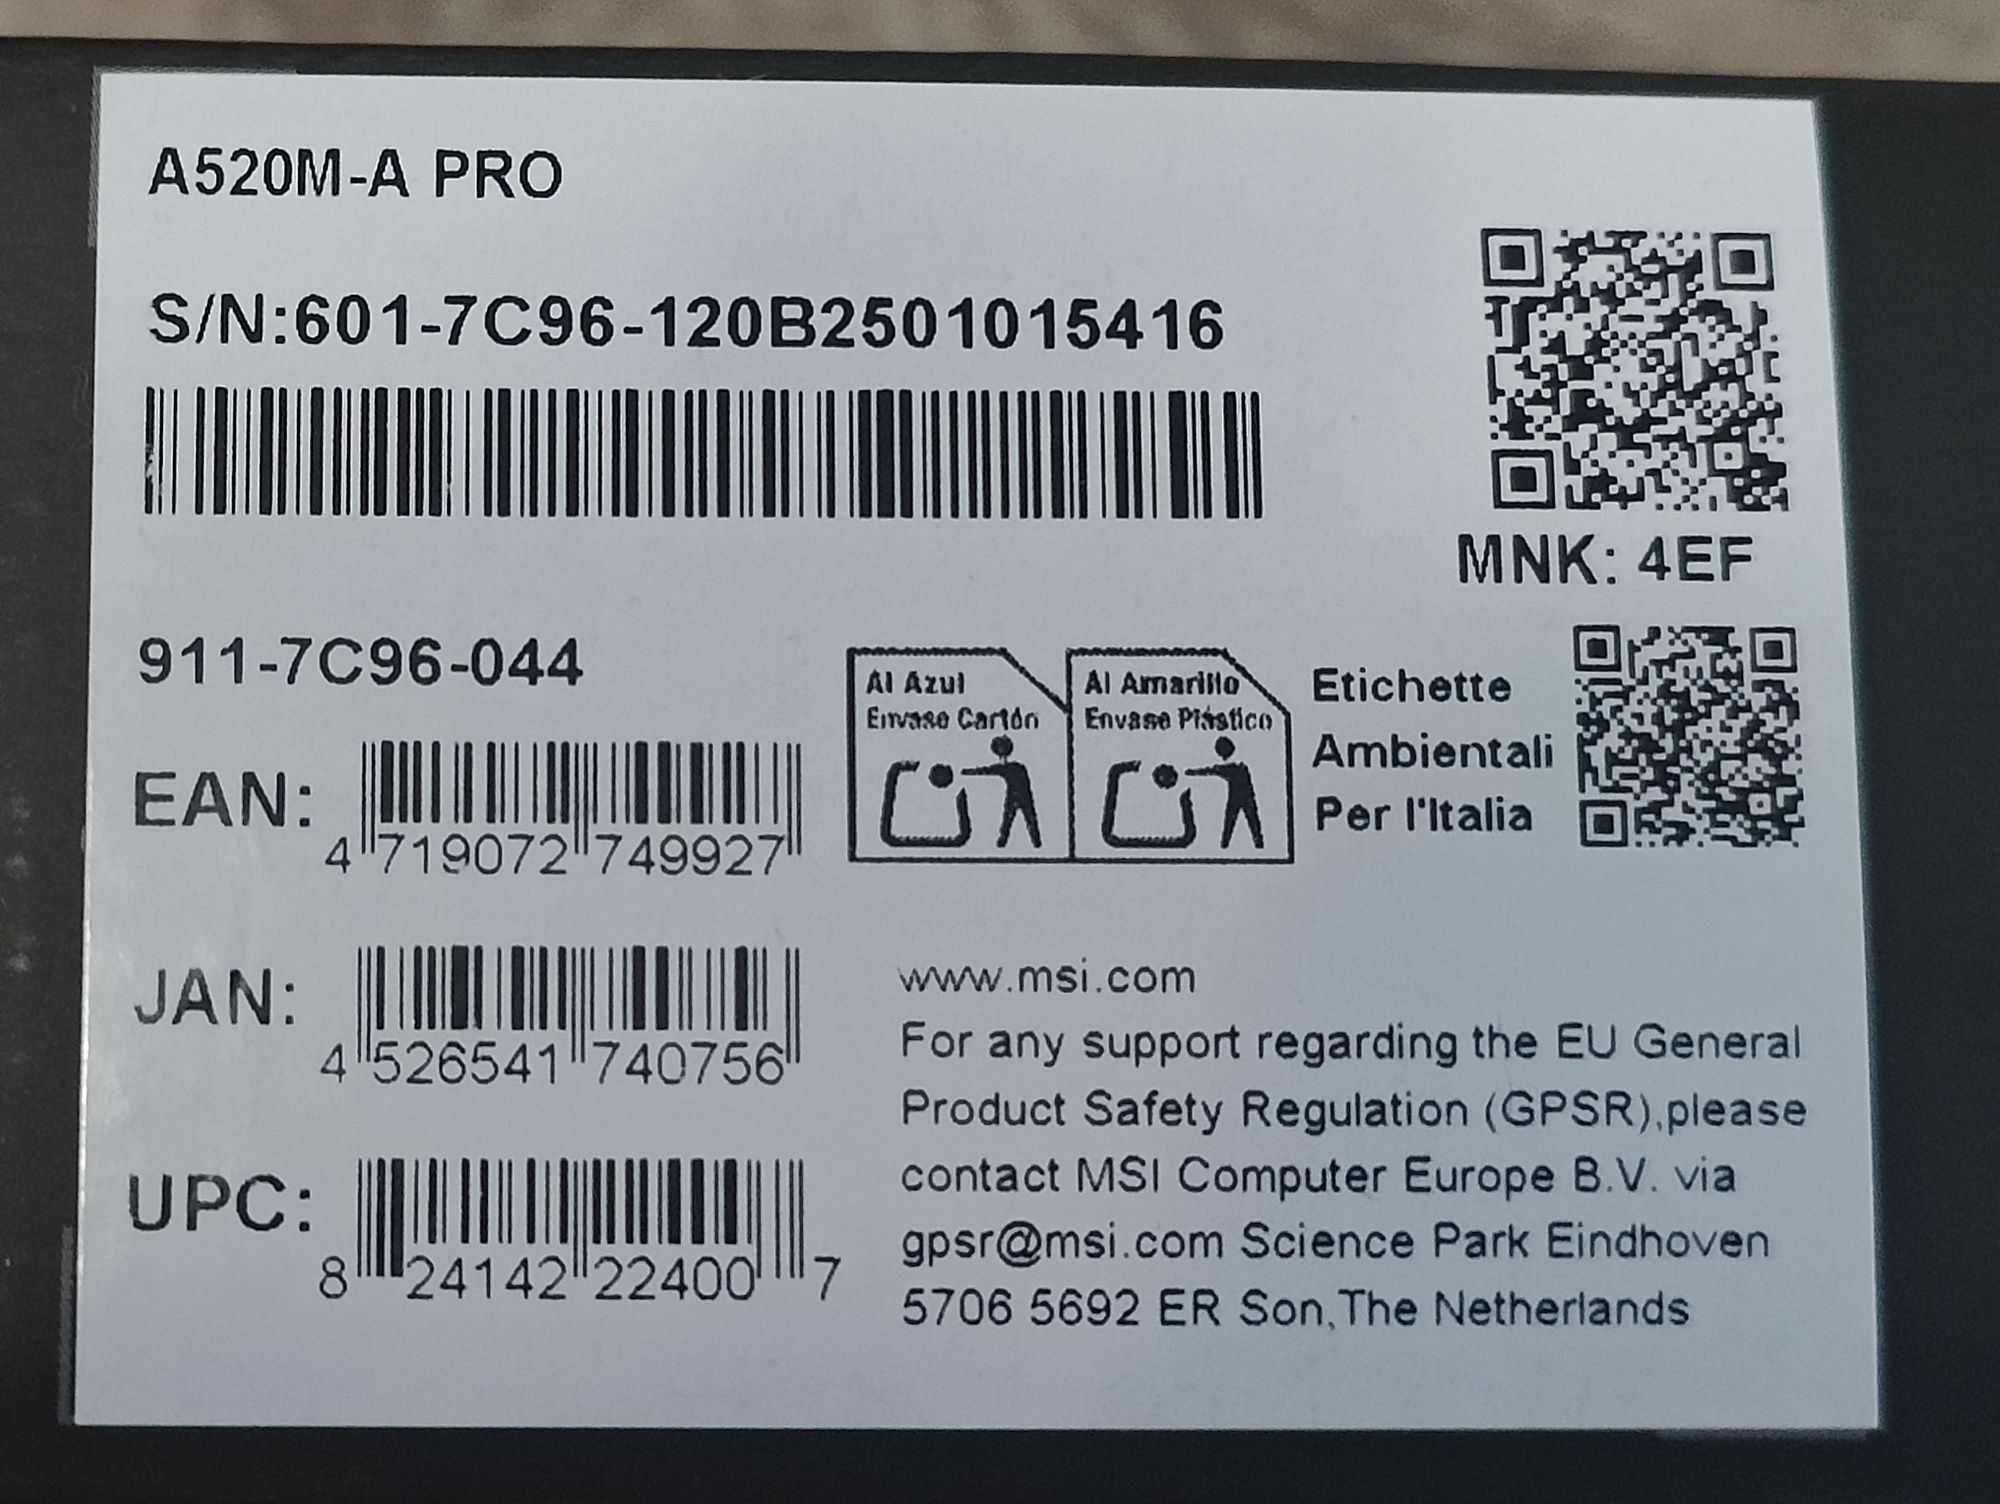 A520M-A PRO
S/N:601-7C96-120B2501015416
MNK: 4EF
911-7C96-044
Al Azul
Envase Cartón
Al Amarillo
Envase Plástico
Etichette
Ambientali
Per l'Italia
EAN:
4 719072 749927
JAN:
4 526541 740756
UPC:
8 24142 22400 7
www.msi.com
For any support regarding the EU General
Product Safety Regulation (GPSR),please
contact MSI Computer Europe B.V. via
gpsr@msi.com Science Park Eindhoven
5706 5692 ER Son,The Netherlands